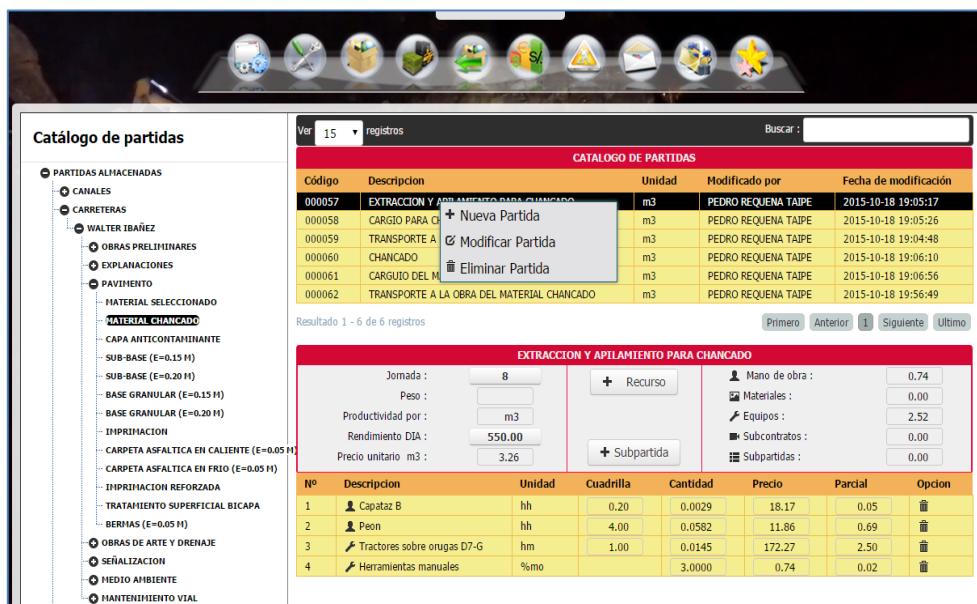 Catálogo de partidas
PARTIDAS ALMACENADAS
CANALES
CARRETERAS
WALTER IBAÑEZ
OBRAS PRELIMINARES
EXPLANACIONES
PAVIMENTO
MATERIAL SELECCIONADO
MATERIAL CHANCADO
CAPA ANTICONTAMINANTE
SUB-BASE (E=0.15 M)
SUB-BASE (E=0.20 M)
BASE GRANULAR (E=0.15 M)
BASE GRANULAR (E=0.20 M)
IMPRIMACION
CARPETA ASFALTICA EN CALIENTE (E=0.05 M)
CARPETA ASFALTICA EN FRIO (E=0.05 M)
IMPRIMACION REFORZADA
TRATAMIENTO SUPERFICIAL BICAPA
BERMAS (E=0.05 M)
OBRAS DE ARTE Y DRENAJE
SEÑALIZACION
MEDIO AMBIENTE
MANTENIMIENTO VIAL
Ver 15 registros Buscar :
CATALOGO DE PARTIDAS
Código Descripcion Unidad Modificado por Fecha de modificación
000057 EXTRACCION Y APILAMIENTO PARA CHANCADO m3 PEDRO REQUENA TAIPE 2015-10-18 19:05:17
000058 CARGIO PARA m3 PEDRO REQUENA TAIPE 2015-10-18 19:05:26
000059 TRANSPORTE A m3 PEDRO REQUENA TAIPE 2015-10-18 19:04:48
000060 CHANCADO m3 PEDRO REQUENA TAIPE 2015-10-18 19:06:10
000061 CARGUIO DEL m3 PEDRO REQUENA TAIPE 2015-10-18 19:06:56
000062 TRANSPORTE A LA OBRA DEL MATERIAL CHANCADO m3 PEDRO REQUENA TAIPE 2015-10-18 19:56:49
Nueva Partida
Modificar Partida
Eliminar Partida
Resultado 1 - 6 de 6 registros Primero Anterior 1 Siguiente Ultimo
EXTRACCION Y APILAMIENTO PARA CHANCADO
Jornada : 8 + Recurso Mano de obra : 0.74
Peso : Materiales : 0.00
Productividad por : m3 Equipos : 2.52
Rendimiento DIA : 550.00 Subcontratos : 0.00
Precio unitario m3 : 3.26 + Subpartida Subpartidas : 0.00
Nº Descripcion Unidad Cuadrilla Cantidad Precio Parcial Opcion
1 Capataz B hh 0.20 0.0029 18.17 0.05
2 Peon hh 4.00 0.0582 11.86 0.69
3 Tractores sobre orugas D7-G hm 1.00 0.0145 172.27 2.50
4 Herramientas manuales %mo 3.0000 0.74 0.02